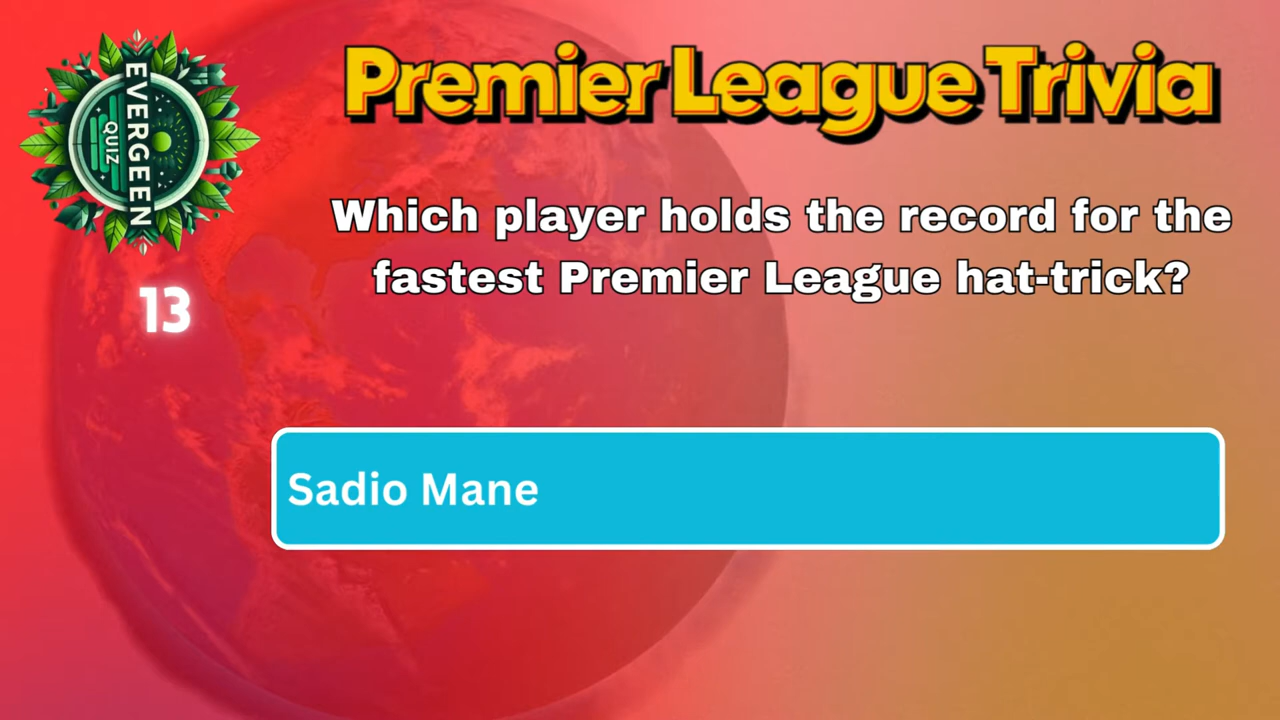 EVERGEEN
QUIZ
Premier League Trivia
Which player holds the record for the
fastest Premier League hat-trick?
13
Sadio Mane